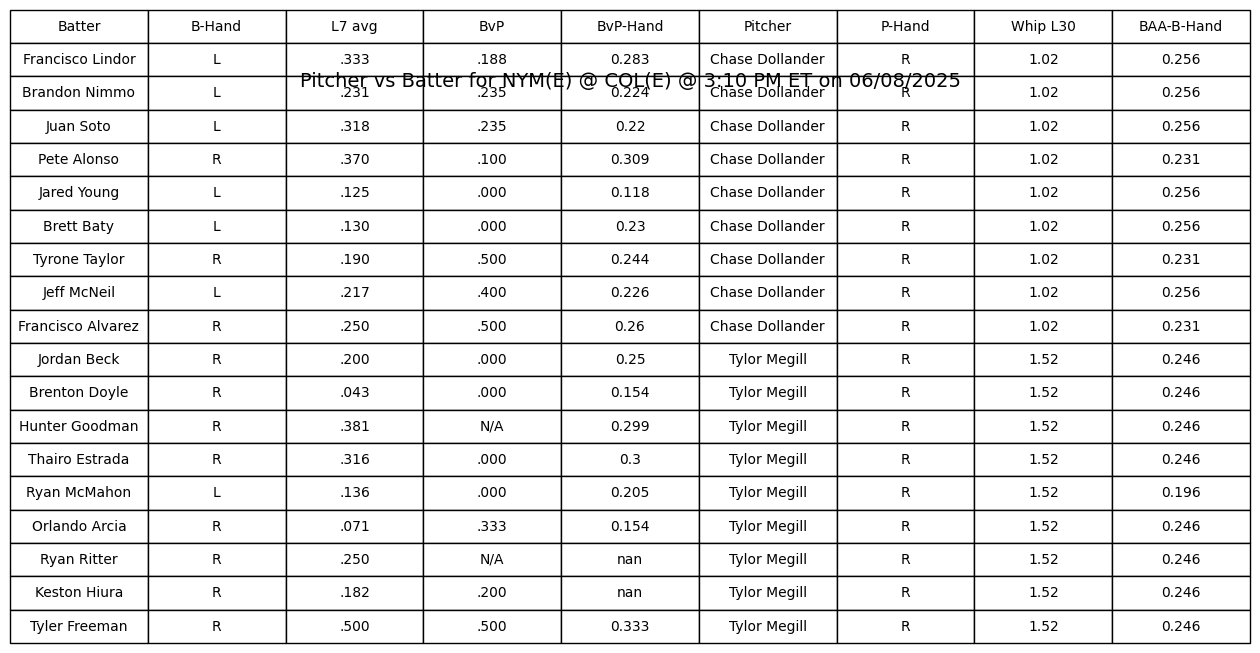 Batter B-Hand L7 avg BvP BvP-Hand Pitcher P-Hand Whip L30 BAA-B-Hand
Francisco Lindor L .333 .188 0.283 Chase Dollander R 1.02 0.256
Pitcher vs Batter for NYM(E) @ COL(E) @ 3:10 PM ET on 06/08/2025
Brandon Nimmo L .231 .235 0.224 Chase Dollander R 1.02 0.256
Juan Soto L .318 .235 0.22 Chase Dollander R 1.02 0.256
Pete Alonso R .370 .100 0.309 Chase Dollander R 1.02 0.231
Jared Young L .125 .000 0.118 Chase Dollander R 1.02 0.256
Brett Baty L .130 .000 0.23 Chase Dollander R 1.02 0.256
Tyrone Taylor R .190 .500 0.244 Chase Dollander R 1.02 0.231
Jeff McNeil L .217 .400 0.226 Chase Dollander R 1.02 0.256
Francisco Alvarez R .250 .500 0.26 Chase Dollander R 1.02 0.231
Jordan Beck R .200 .000 0.25 Tylor Megill R 1.52 0.246
Brenton Doyle R .043 .000 0.154 Tylor Megill R 1.52 0.246
Hunter Goodman R .381 N/A 0.299 Tylor Megill R 1.52 0.246
Thairo Estrada R .316 .000 0.3 Tylor Megill R 1.52 0.246
Ryan McMahon L .136 .000 0.205 Tylor Megill R 1.52 0.196
Orlando Arcia R .071 .333 0.154 Tylor Megill R 1.52 0.246
Ryan Ritter R .250 N/A nan Tylor Megill R 1.52 0.246
Keston Hiura R .182 .200 nan Tylor Megill R 1.52 0.246
Tyler Freeman R .500 .500 0.333 Tylor Megill R 1.52 0.246